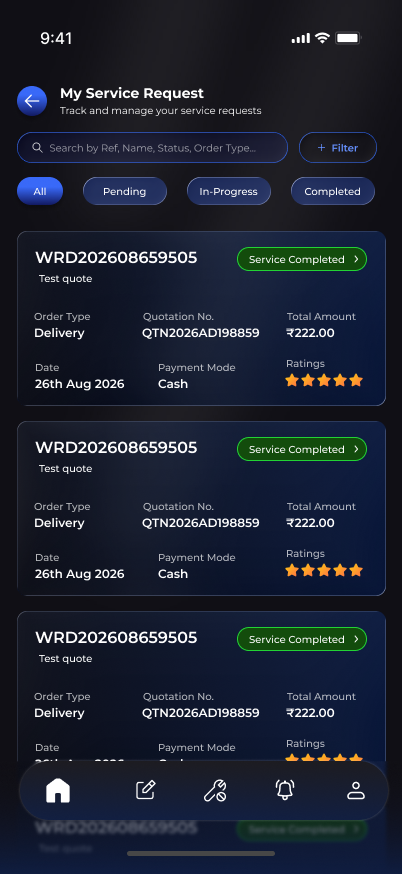 9:41
My Service Request
Track and manage your service requests
Search by Ref, Name, Status, Order Type...
+ Filter
All Pending In-Progress Completed
WRD202608659505 Service Completed >
Test quote
Order Type Quotation No. Total Amount
Delivery QTN2026AD198859 ₹222.00
Date Payment Mode Ratings
26th Aug 2026 Cash
WRD202608659505 Service Completed >
Test quote
Order Type Quotation No. Total Amount
Delivery QTN2026AD198859 ₹222.00
Date Payment Mode Ratings
26th Aug 2026 Cash
WRD202608659505 Service Completed >
Test quote
Order Type Quotation No. Total Amount
Delivery QTN2026AD198859 ₹222.00
Date Payment Mode Ratings
WRD202608659505 Service Completed >
Test quote